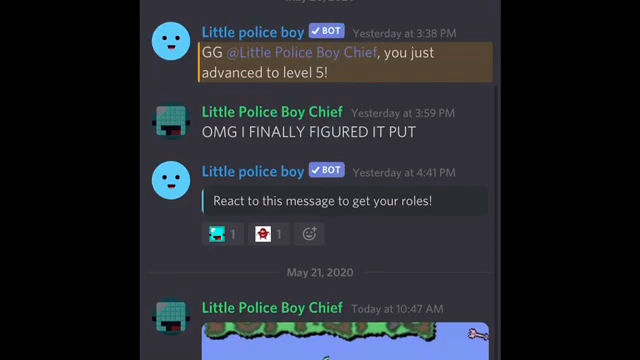 Little police boy BOT Yesterday at 3:38 PM
GG @Little Police Boy Chief, you just
advanced to level 5!
Little Police Boy Chief Yesterday at 3:59 PM
OMG I FINALLY FIGURED IT PUT
Little police boy BOT Yesterday at 4:41 PM
React to this message to get your roles!
1 1
May 21, 2020
Little Police Boy Chief Today at 10:47 AM